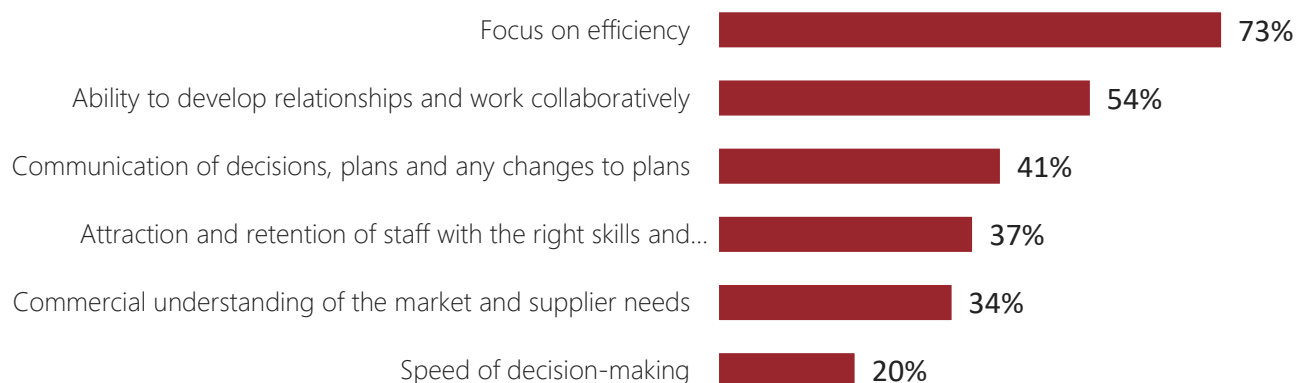 Focus on efficiency 73%
Ability to develop relationships and work collaboratively 54%
Communication of decisions, plans and any changes to plans 41%
Attraction and retention of staff with the right skills and... 37%
Commercial understanding of the market and supplier needs 34%
Speed of decision-making 20%